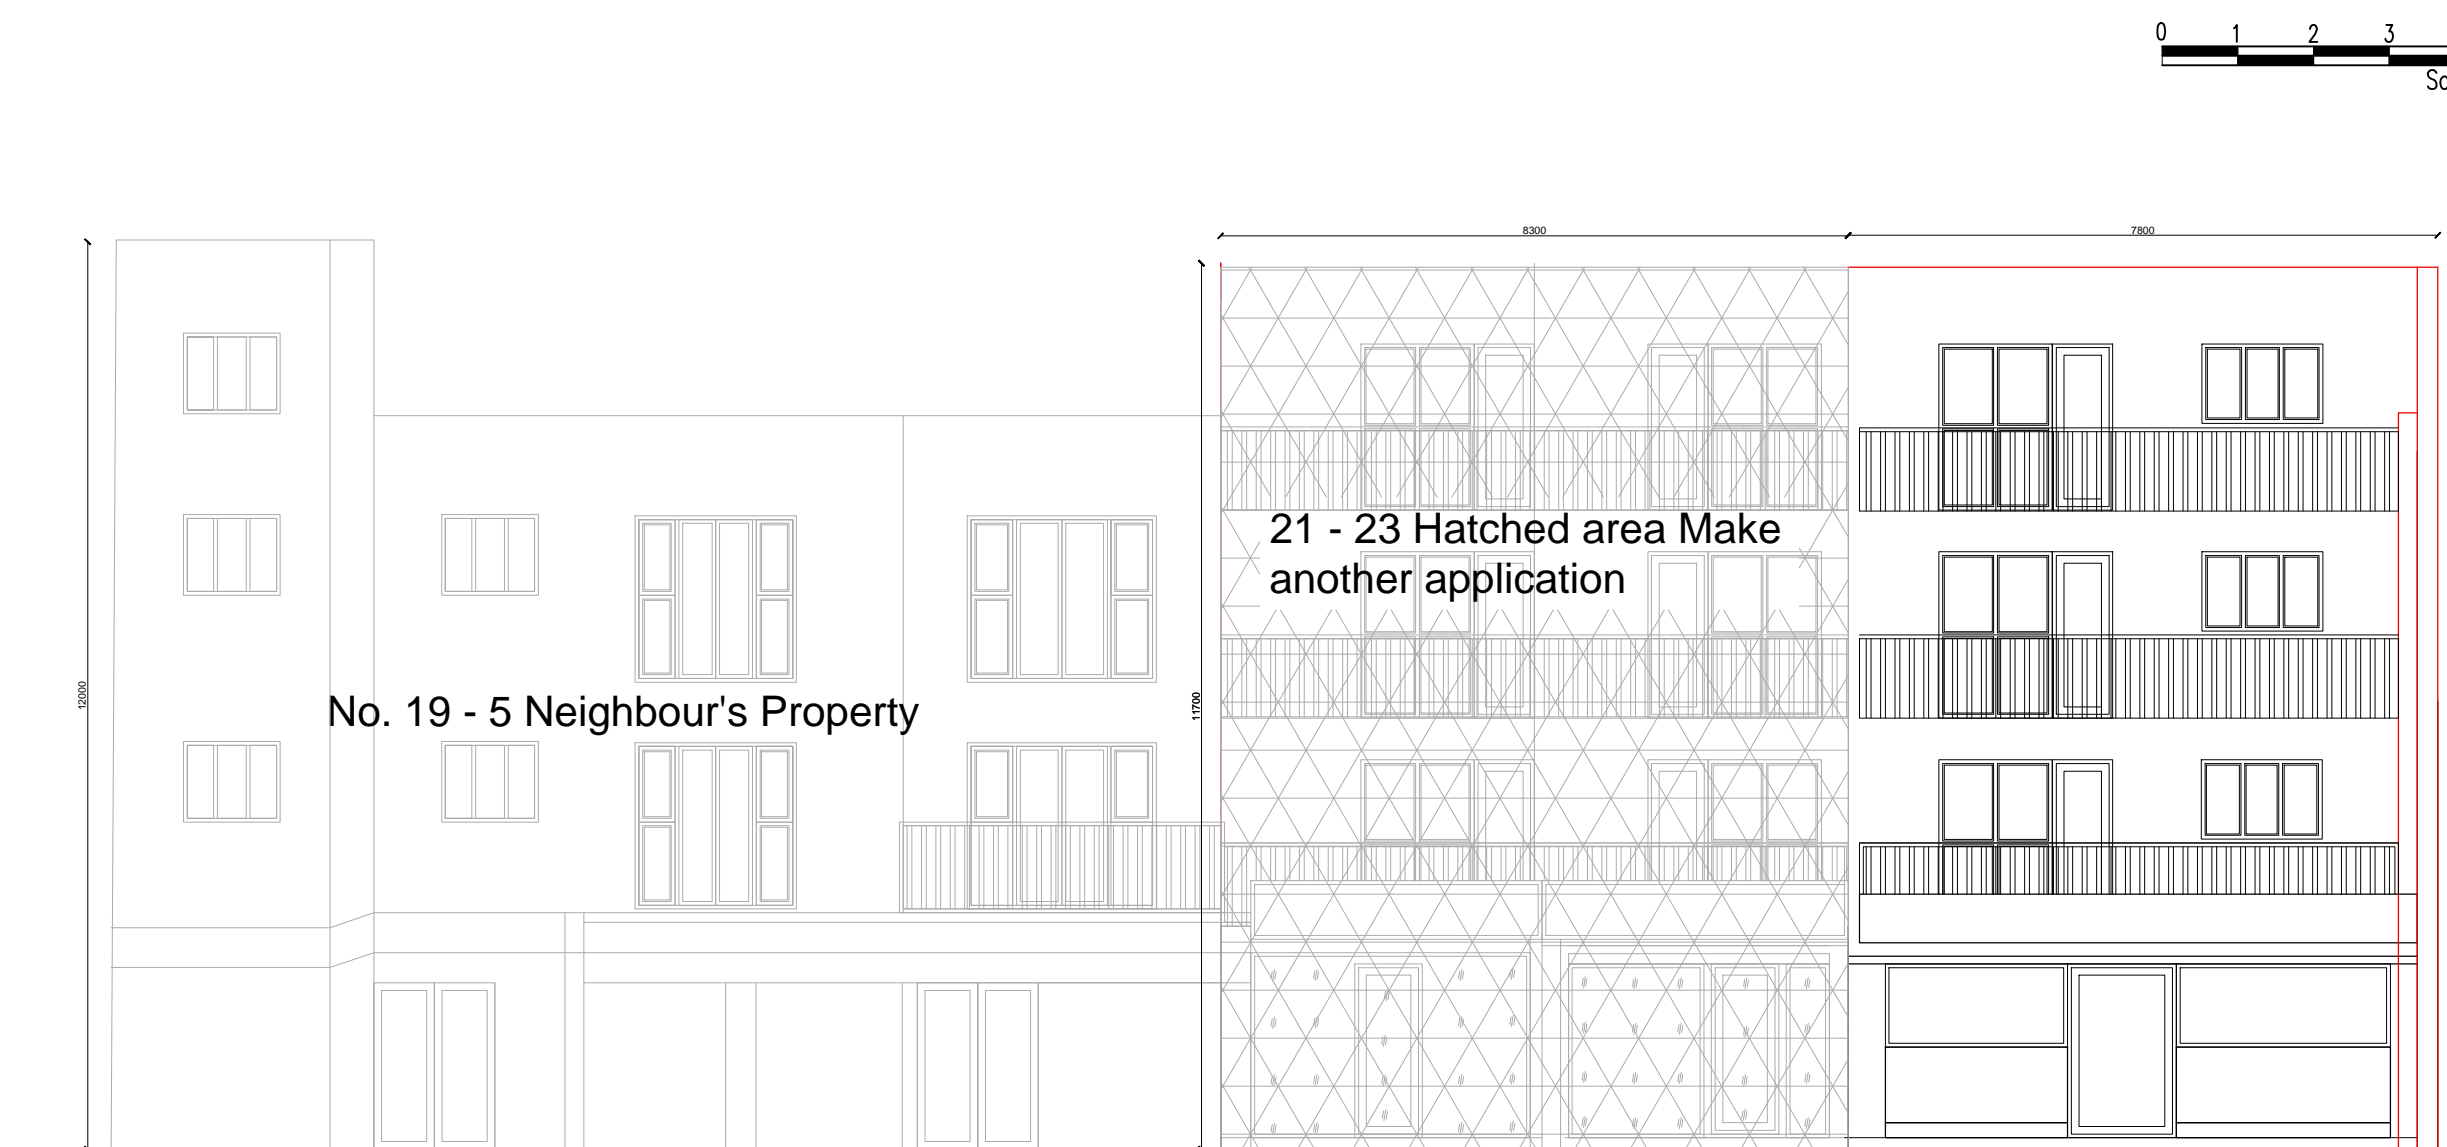 0 1 2 3
8300
7800
21 - 23 Hatched area Make
another application
12000
11700
No. 19 - 5 Neighbour's Property